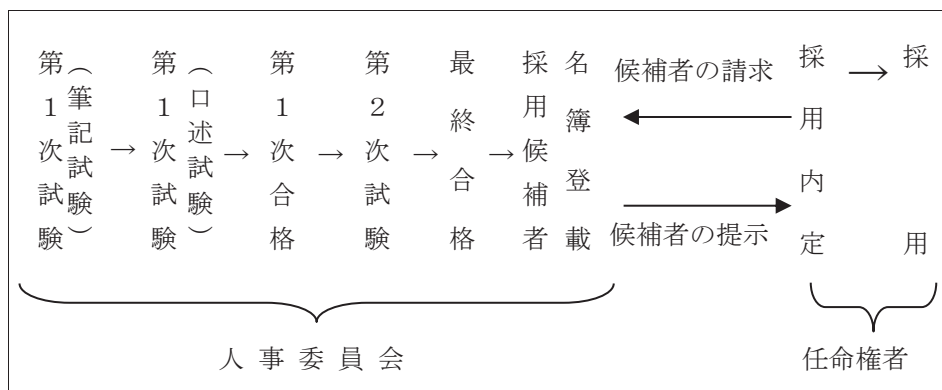 第１次試験
（筆記試験）
→
第１次試験
（口述試験）
→
第１次合格
→
第２次試験
→
最終合格
→
採用候補者
名簿登載
候補者の請求
候補者の提示
採用内定
→
採用
人事委員会
任命権者